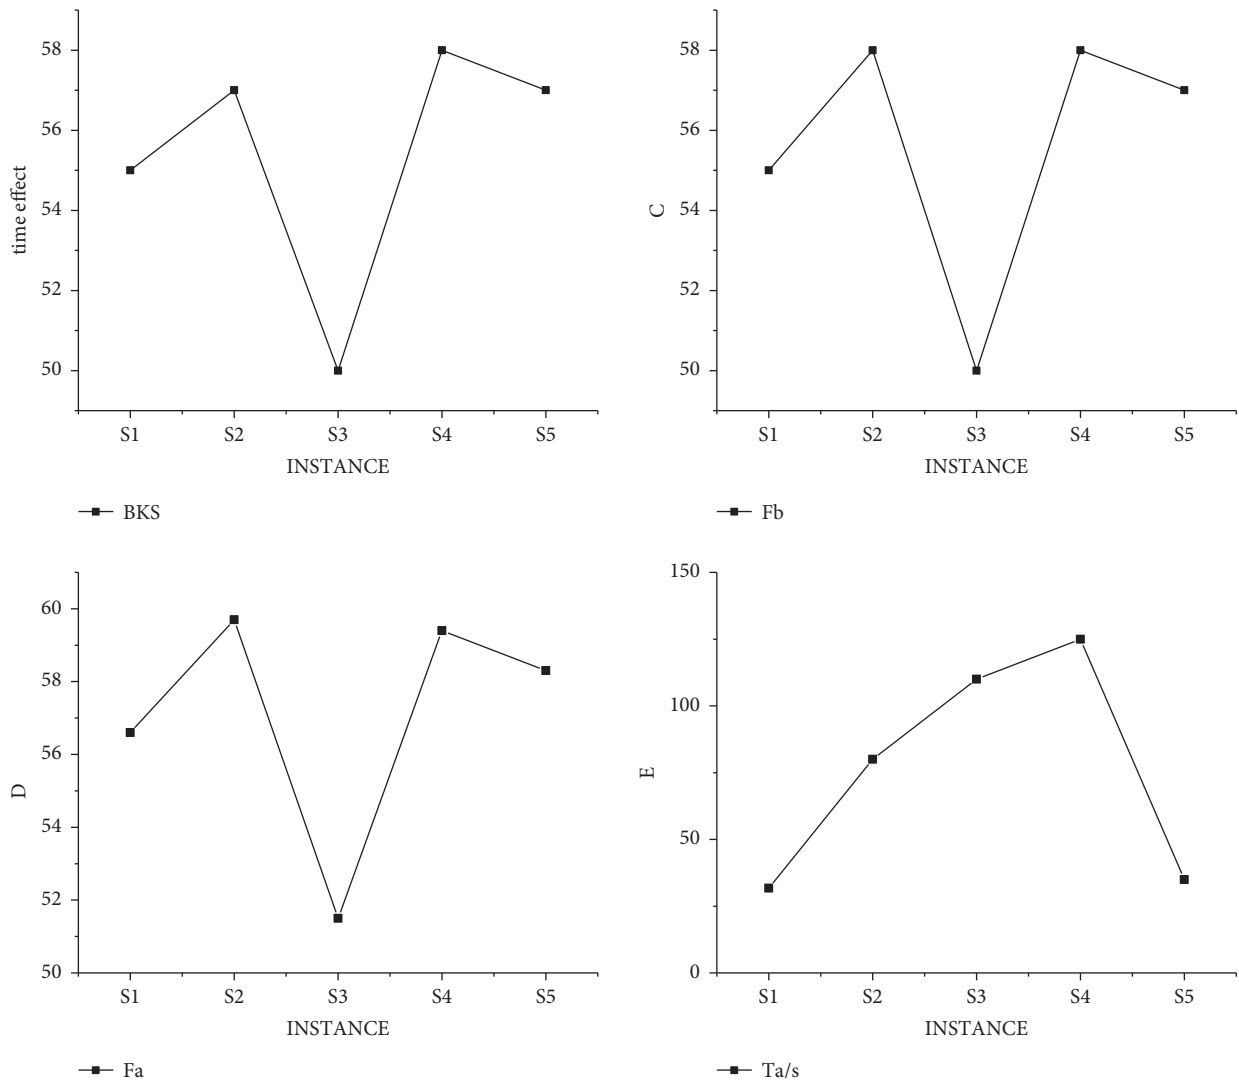 time effect
58
56
54
52
50
S1 S2 S3 S4 S5
INSTANCE
BKS
C
58
56
54
52
50
S1 S2 S3 S4 S5
INSTANCE
Fb
D
60
58
56
54
52
50
S1 S2 S3 S4 S5
INSTANCE
Fa
E
150
100
50
0
S1 S2 S3 S4 S5
INSTANCE
Ta/s